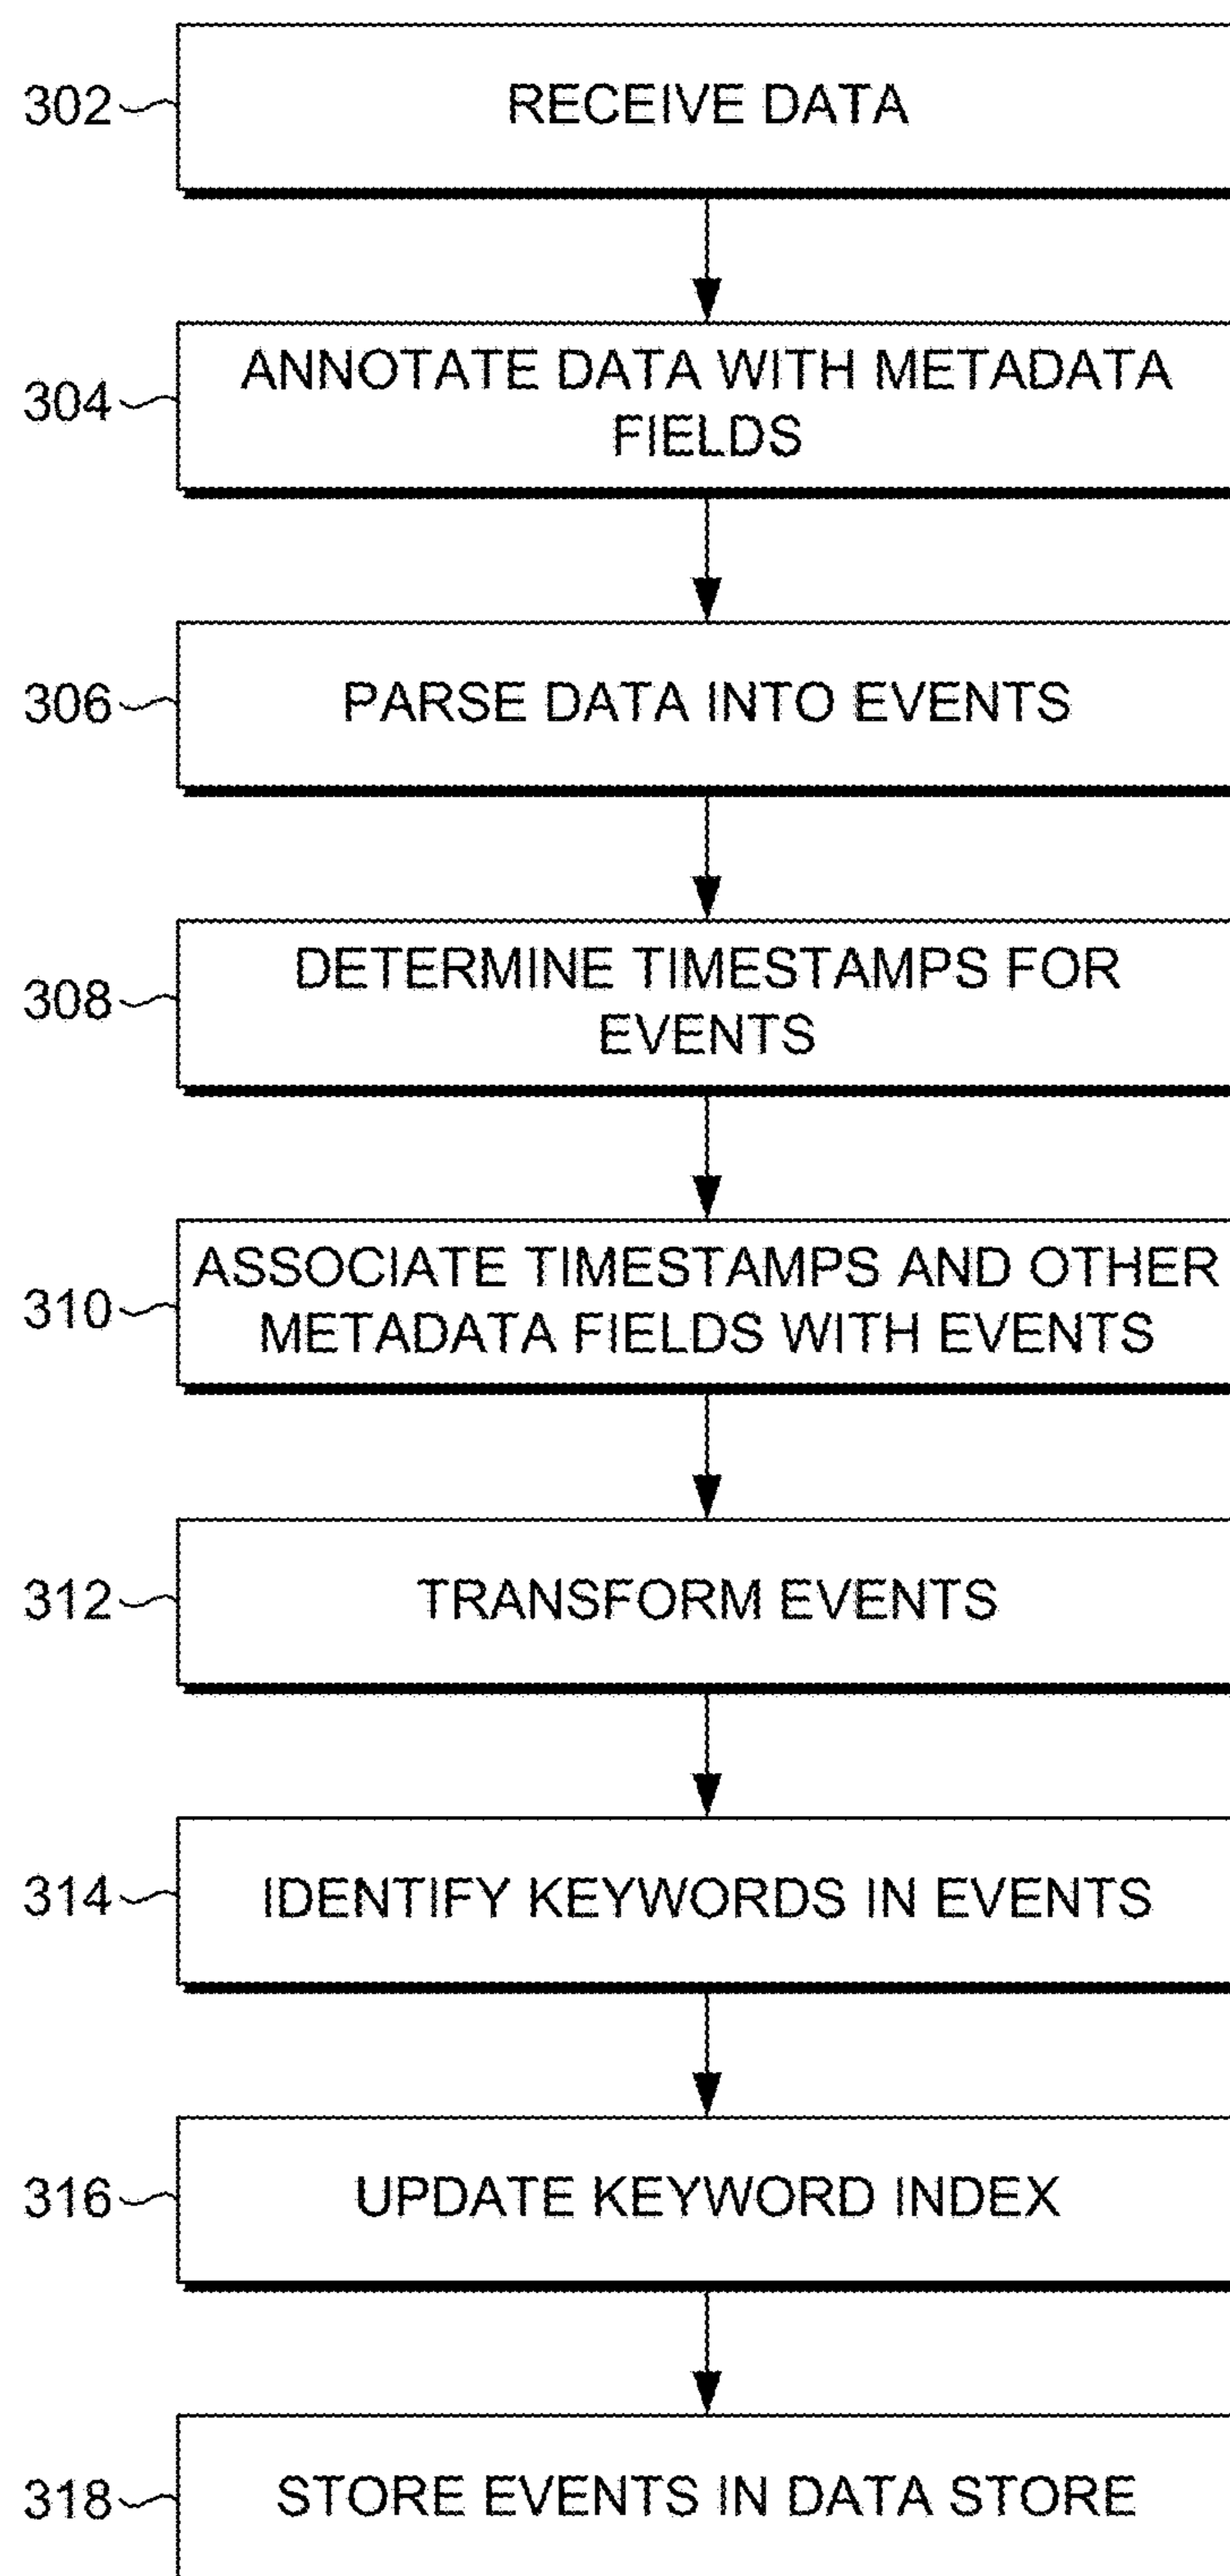 302
RECEIVE DATA
304
ANNOTATE DATA WITH METADATA
FIELDS
306
PARSE DATA INTO EVENTS
308
DETERMINE TIMESTAMPS FOR
EVENTS
310
ASSOCIATE TIMESTAMPS AND OTHER
METADATA FIELDS WITH EVENTS
312
TRANSFORM EVENTS
314
IDENTIFY KEYWORDS IN EVENTS
316
UPDATE KEYWORD INDEX
318
STORE EVENTS IN DATA STORE